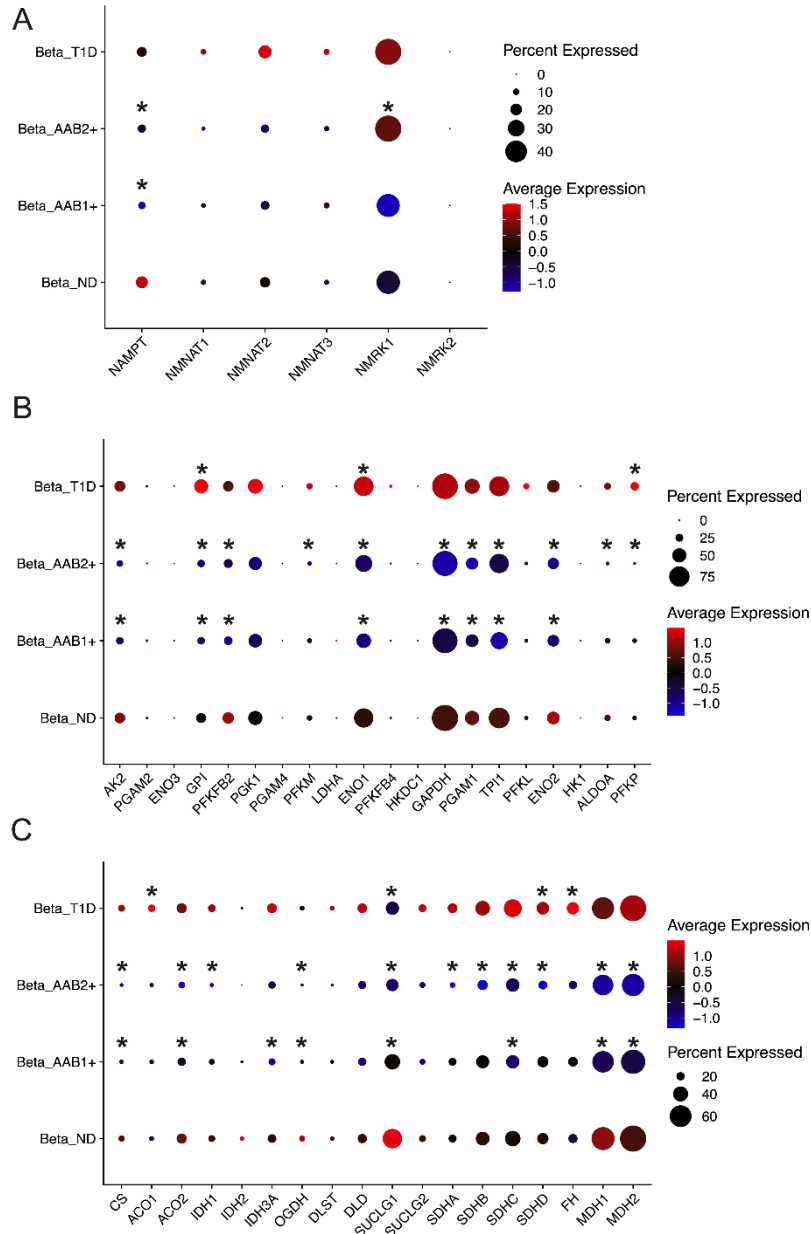 A
Beta_T1D
Beta_AAB2+
Beta_AAB1+
Beta_ND
* *
*
NAMPT NMNAT1 NMNAT2 NMNAT3 NMRK1 NMRK2
Percent Expressed
0
10
20
30
40
Average Expression
1.5
1.0
0.5
0.0
−0.5
−1.0
B
Beta_T1D
Beta_AAB2+
Beta_AAB1+
Beta_ND
* * *
* * * * * * * * * * *
* * * * * * * *
AK2 PGAM2 ENO3 GPI PFKFB2 PGK1 PGAM4 PFKM LDHA ENO1 PFKFB4 HKDC1 GAPDH PGAM1 TPI1 PFKL ENO2 HK1 ALDOA PFKP
Percent Expressed
0
25
50
75
Average Expression
1.0
0.5
0.0
−0.5
−1.0
C
Beta_T1D
Beta_AAB2+
Beta_AAB1+
Beta_ND
* * * *
* * * * * * * * * * *
* * * * * * * *
CS ACO1 ACO2 IDH1 IDH2 IDH3A OGDH DLST DLD SUCLG1 SUCLG2 SDHA SDHB SDHC SDHD FH MDH1 MDH2
Average Expression
1.0
0.5
0.0
−0.5
−1.0
Percent Expressed
20
40
60